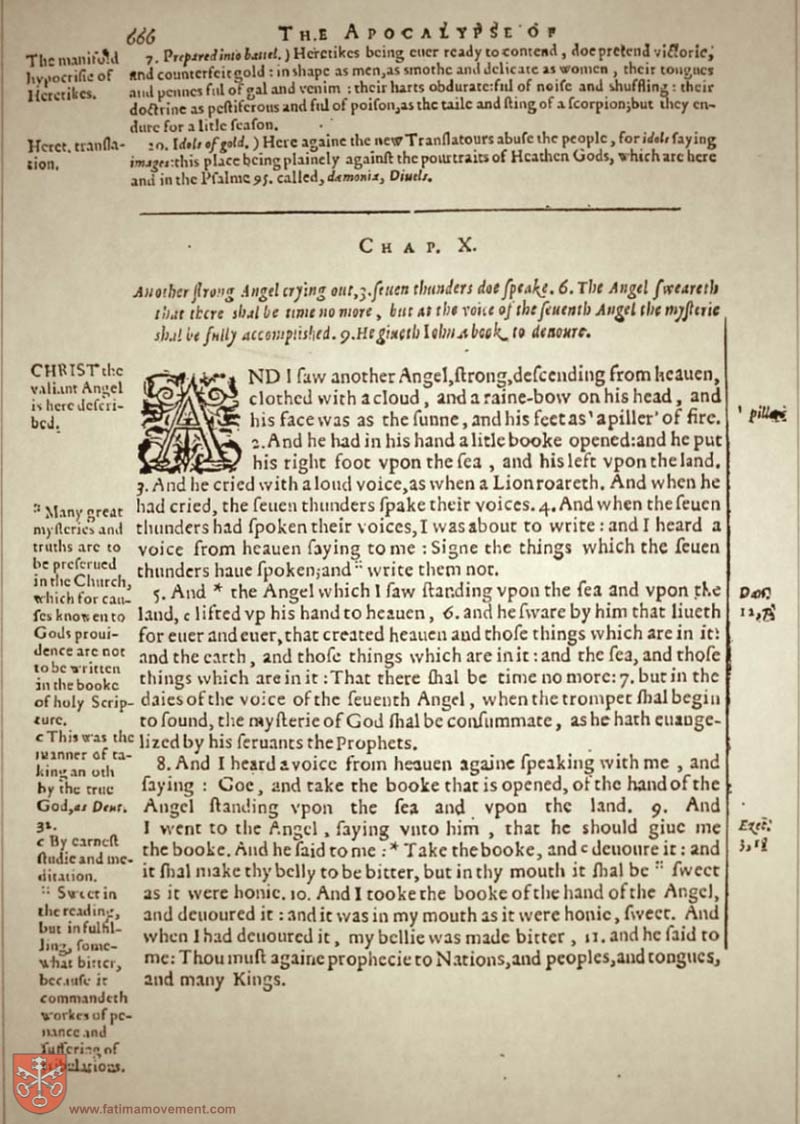 666 THE APOCALYPSE OF
The manifold
hypocrisie of
Heretikes.
7. Prepared into battel.) Heretikes being euer ready to contend, doe pretend victorie,
and counterfeit gold: in shape as men, as smothe and delicate as women, their tongues
and pennes ful of gal and venim: their harts obdurate: ful of noise and shuffling: their
doctrine as pestiferous and ful of poison, as the taile and sting of a scorpion; but they en-
dure for a litle season.
Heret. transla-
tion.
20. Idols of gold.) Here againe the new Translatours abuse the people, for idols saying
images: this place being plainely against the pourtraits of Heathen Gods, which are here
and in the Psalme 95. called, dæmonia, Diuels.
CHAP. X.
Another strong Angel crying out, 3. seuen thunders doe speake. 6. The Angel sweareth
that there shal be time no more, but at the voice of the seuenth Angel the mysterie
shal be fully accomplished. 9. He giueth Iohn a book to deuoure.
CHRIST the
valiant Angel
is here descri-
bed.
AND I saw another Angel, strong, descending from heauen,
clothed with a cloud, and a raine-bow on his head, and
his face was as the sunne, and his feet as 'a piller' of fire.
2. And he had in his hand a litle booke opened: and he put
his right foot vpon the sea, and his left vpon the land.
3. And he cried with a loud voice, as when a Lion roareth. And when he
had cried, the seuen thunders spake their voices. 4. And when the seuen
thunders had spoken their voices, I was about to write: and I heard a
voice from heauen saying to me: Signe the things which the seuen
thunders haue spoken; and :: write them not.
5. And * the Angel which I saw standing vpon the sea and vpon the
land, c lifted vp his hand to heauen, 6. and he sware by him that liueth
for euer and euer, that created heauen and those things which are in it:
and the earth, and those things which are in it: and the sea, and those
things which are in it: That there shal be time no more: 7. but in the
daies of the voice of the seuenth Angel, when the trompet shal begin
to sound, the mysterie of God shal be consummate, as he hath euange-
lized by his seruants the Prophets.
8. And I heard a voice from heauen againe speaking with me, and
saying: Goe, and take the booke that is opened, of the hand of the
Angel standing vpon the sea and vpon the land. 9. And
I went to the Angel, saying vnto him, that he should giue me
the booke. And he said to me: * Take the booke, and c deuoure it: and
it shal make thy belly to be bitter, but in thy mouth it shal be :: sweet
as it were honie. 10. And I tooke the booke of the hand of the Angel,
and deuoured it: and it was in my mouth as it were honie, sweet. And
when I had deuoured it, my bellie was made bitter, 11. and he said to
me: Thou must againe prophecie to Nations, and peoples, and tongues,
and many Kings.
:: Many great
mysteries and
truths are to
be preserued
in the Church,
which for cau-
ses knowen to
Gods proui-
dence are not
to be written
in the booke
of holy Scrip-
ture.
c This was the
manner of ta-
king an oth
by the true
God, as Deut.
32.
c By earnest
studie and me-
ditation.
:: Sweet in
the reading,
but in fulfil-
ling, some-
what bitter,
because it
commandeth
workes of pe-
nance and
suffering of
tribulations.
Dan.
12, 7
Ezec.
3, 1
www.fatimamovement.com